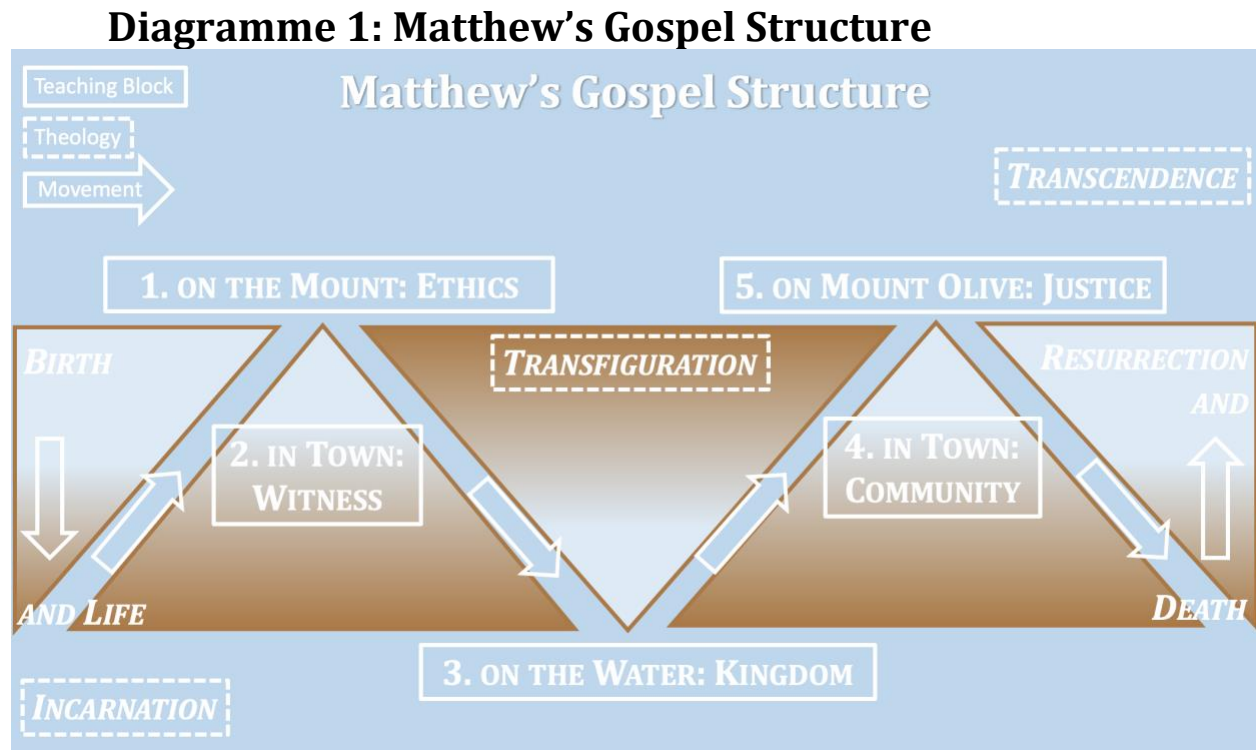 Diagramme 1: Matthew's Gospel Structure
Teaching Block
Matthew's Gospel Structure
Theology
Movement
TRANSCENDENCE
1. ON THE MOUNT: ETHICS
5. ON MOUNT OLIVE: JUSTICE
BIRTH
TRANSFIGURATION
RESURRECTION
AND
2. IN TOWN:
WITNESS
4. IN TOWN:
COMMUNITY
AND LIFE
DEATH
3. ON THE WATER: KINGDOM
INCARNATION